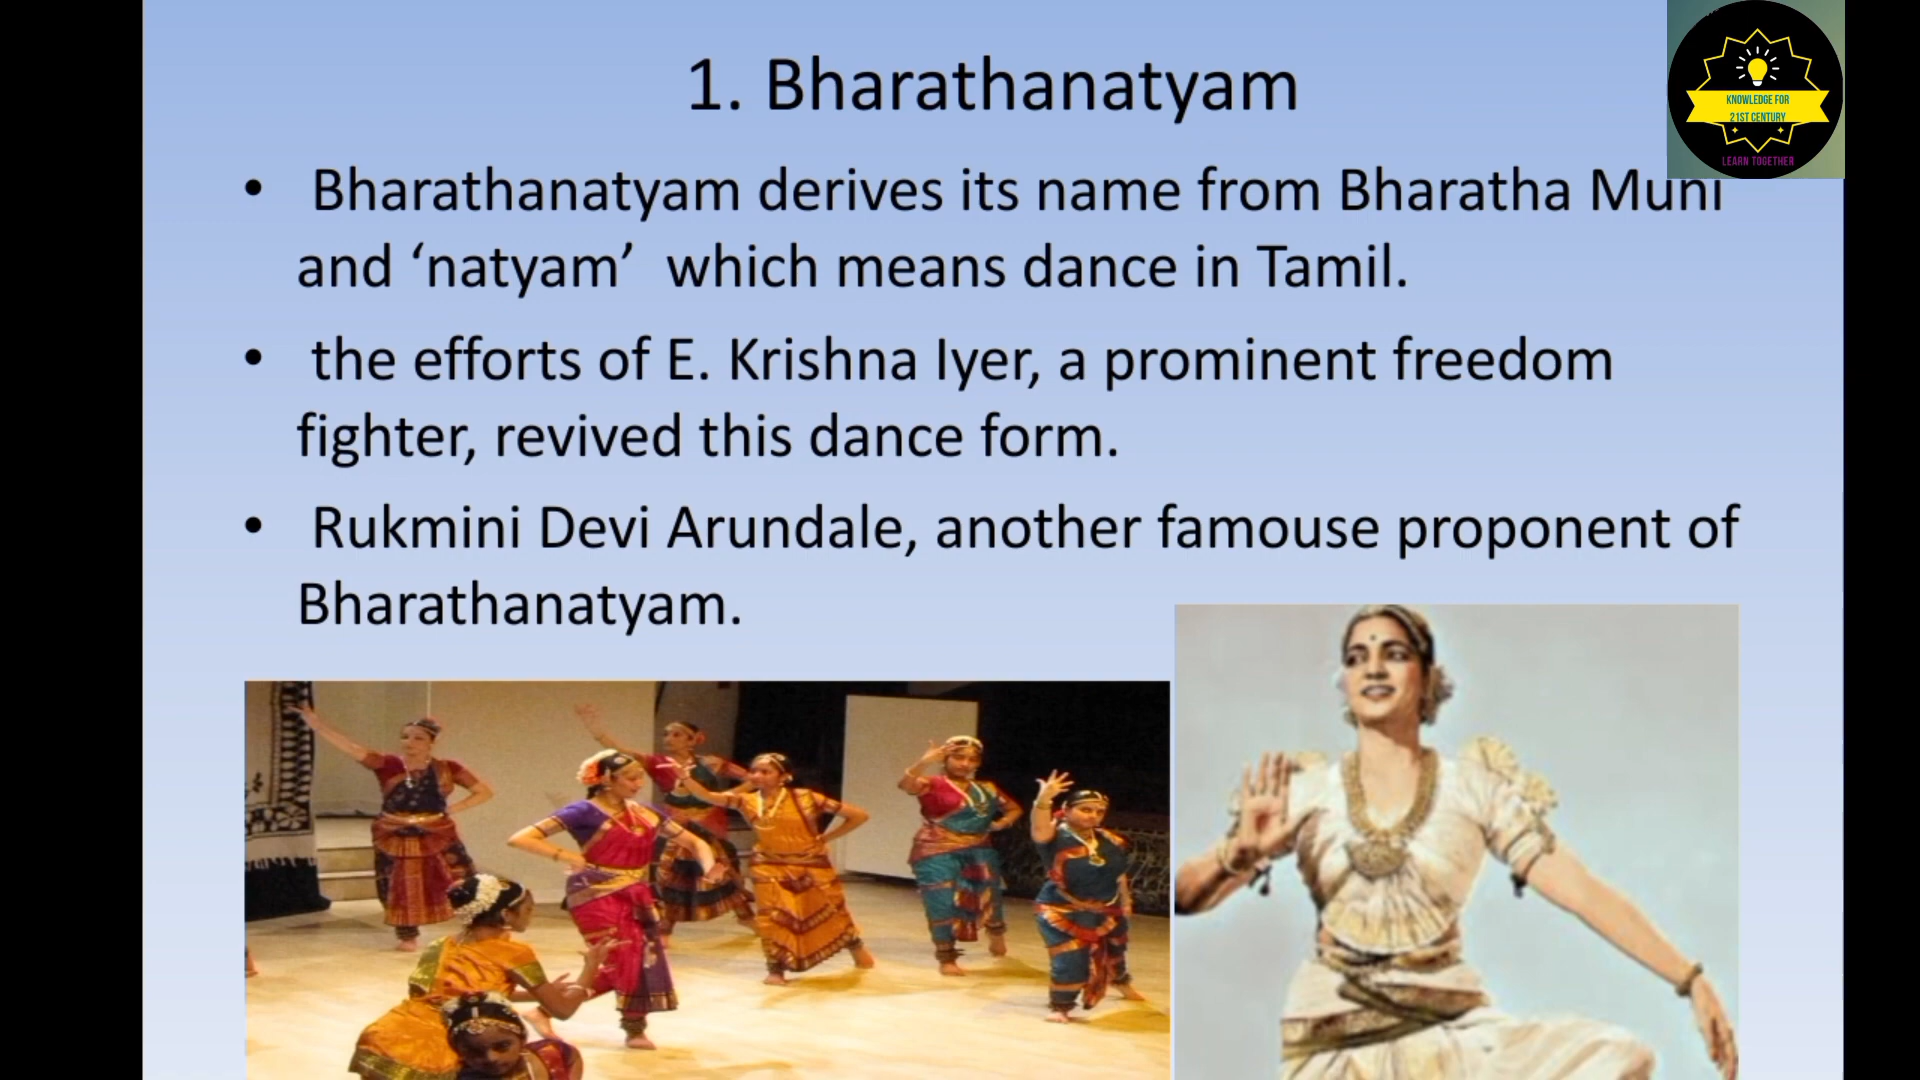 1. Bharathanatyam
KNOWLEDGE FOR
21ST CENTURY
LEARN TOGETHER
• Bharathanatyam derives its name from Bharatha Muni
and ‘natyam’ which means dance in Tamil.
• the efforts of E. Krishna Iyer, a prominent freedom
fighter, revived this dance form.
• Rukmini Devi Arundale, another famouse proponent of
Bharathanatyam.